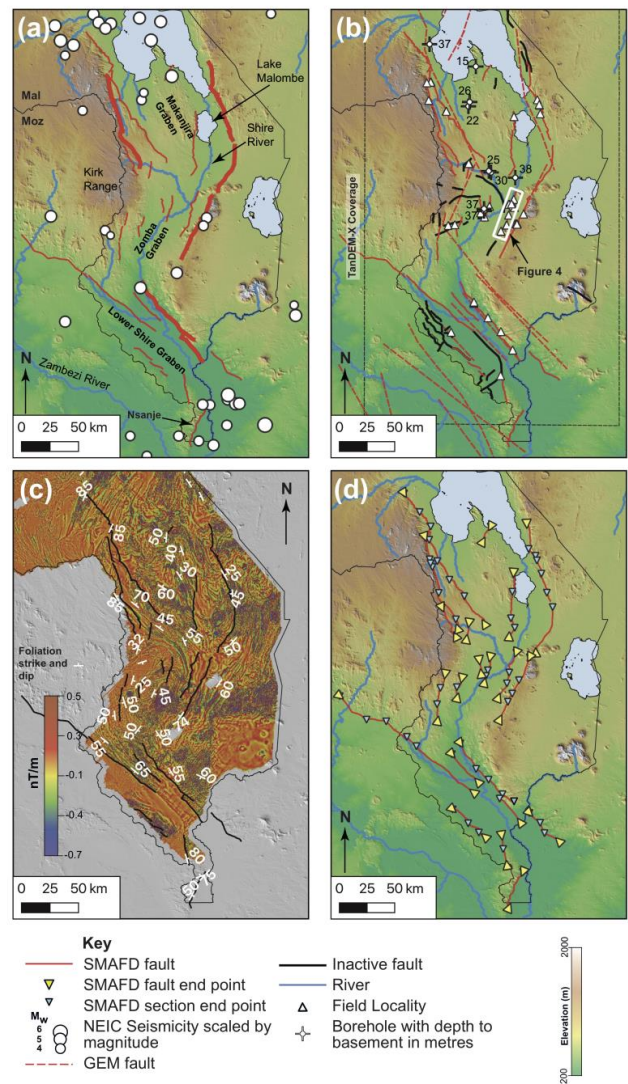 (a)
Lake
Malombe
Mal
Moz
Makanjira
Graben
Shire
River
Kirk
Range
Zomba
Graben
Lower Shire Graben
N
Zambezi River
Nsanje
0 25 50 km
(b)
37
15
26
22
25
30
38
37
37
TanDEM-X Coverage
Figure 4
N
0 25 50 km
(c)
N
85
85
50
40
30
25
45
60
70
85
45
32
55
50
25
45
60
50
50
74
50
50
55
65
55
60
80
50
75
Foliation
strike and
dip
0.5
0.3
-0.1
-0.4
-0.7
nT/m
0 25 50 km
(d)
N
0 25 50 km
Key
SMAFD fault
SMAFD fault end point
SMAFD section end point
Mw
6
5
4
NEIC Seismicity scaled by
magnitude
GEM fault
Inactive fault
River
Field Locality
Borehole with depth to
basement in metres
2000
Elevation (m)
200